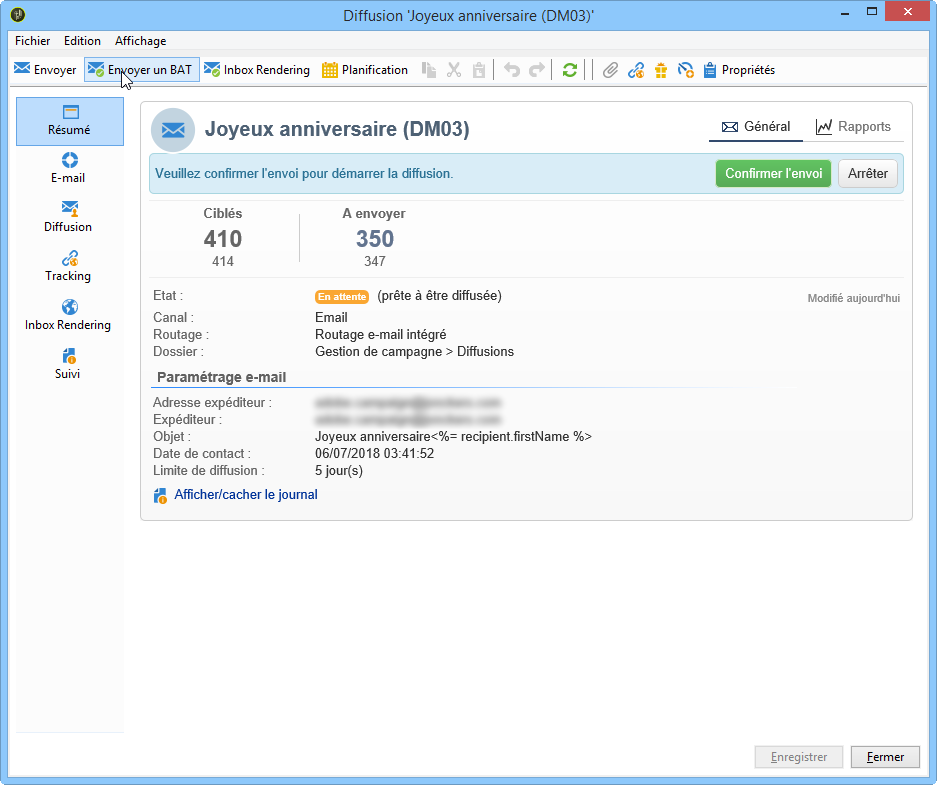 Diffusion 'Joyeux anniversaire (DM03)'
Fichier Edition Affichage
Envoyer Envoyer un BAT Inbox Rendering Planification Propriétés
Résumé
E-mail
Diffusion
Tracking
Inbox Rendering
Suivi
Joyeux anniversaire (DM03) Général Rapports
Veuillez confirmer l'envoi pour démarrer la diffusion. Confirmer l'envoi Arrêter
Ciblés A envoyer
410 350
414 347
Etat : En attente (prête à être diffusée) Modifié aujourd'hui
Canal : Email
Routage : Routage e-mail intégré
Dossier : Gestion de campagne > Diffusions
Paramétrage e-mail
Adresse expéditeur :
Expéditeur :
Objet : Joyeux anniversaire<%= recipient.firstName %>
Date de contact : 06/07/2018 03:41:52
Limite de diffusion : 5 jour(s)
Afficher/cacher le journal
Enregistrer Fermer